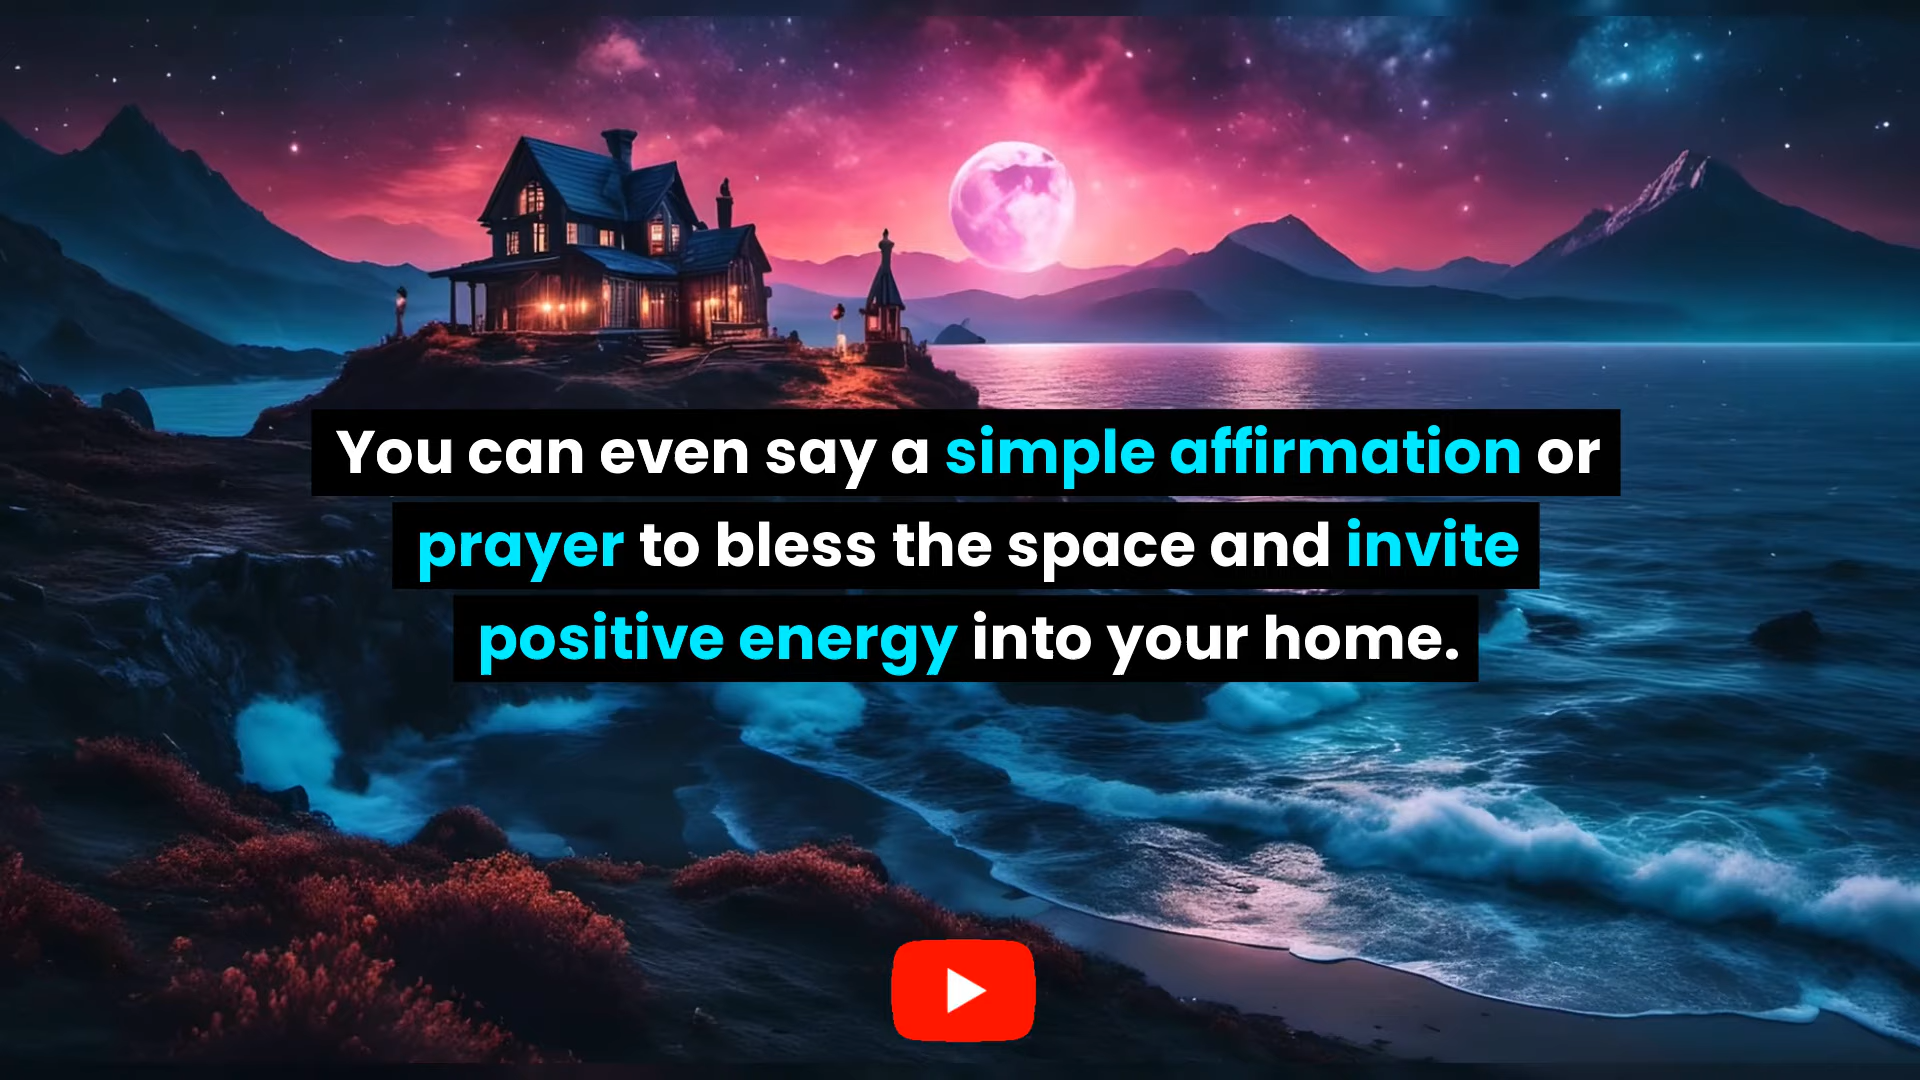 You can even say a simple affirmation or
prayer to bless the space and invite
positive energy into your home.